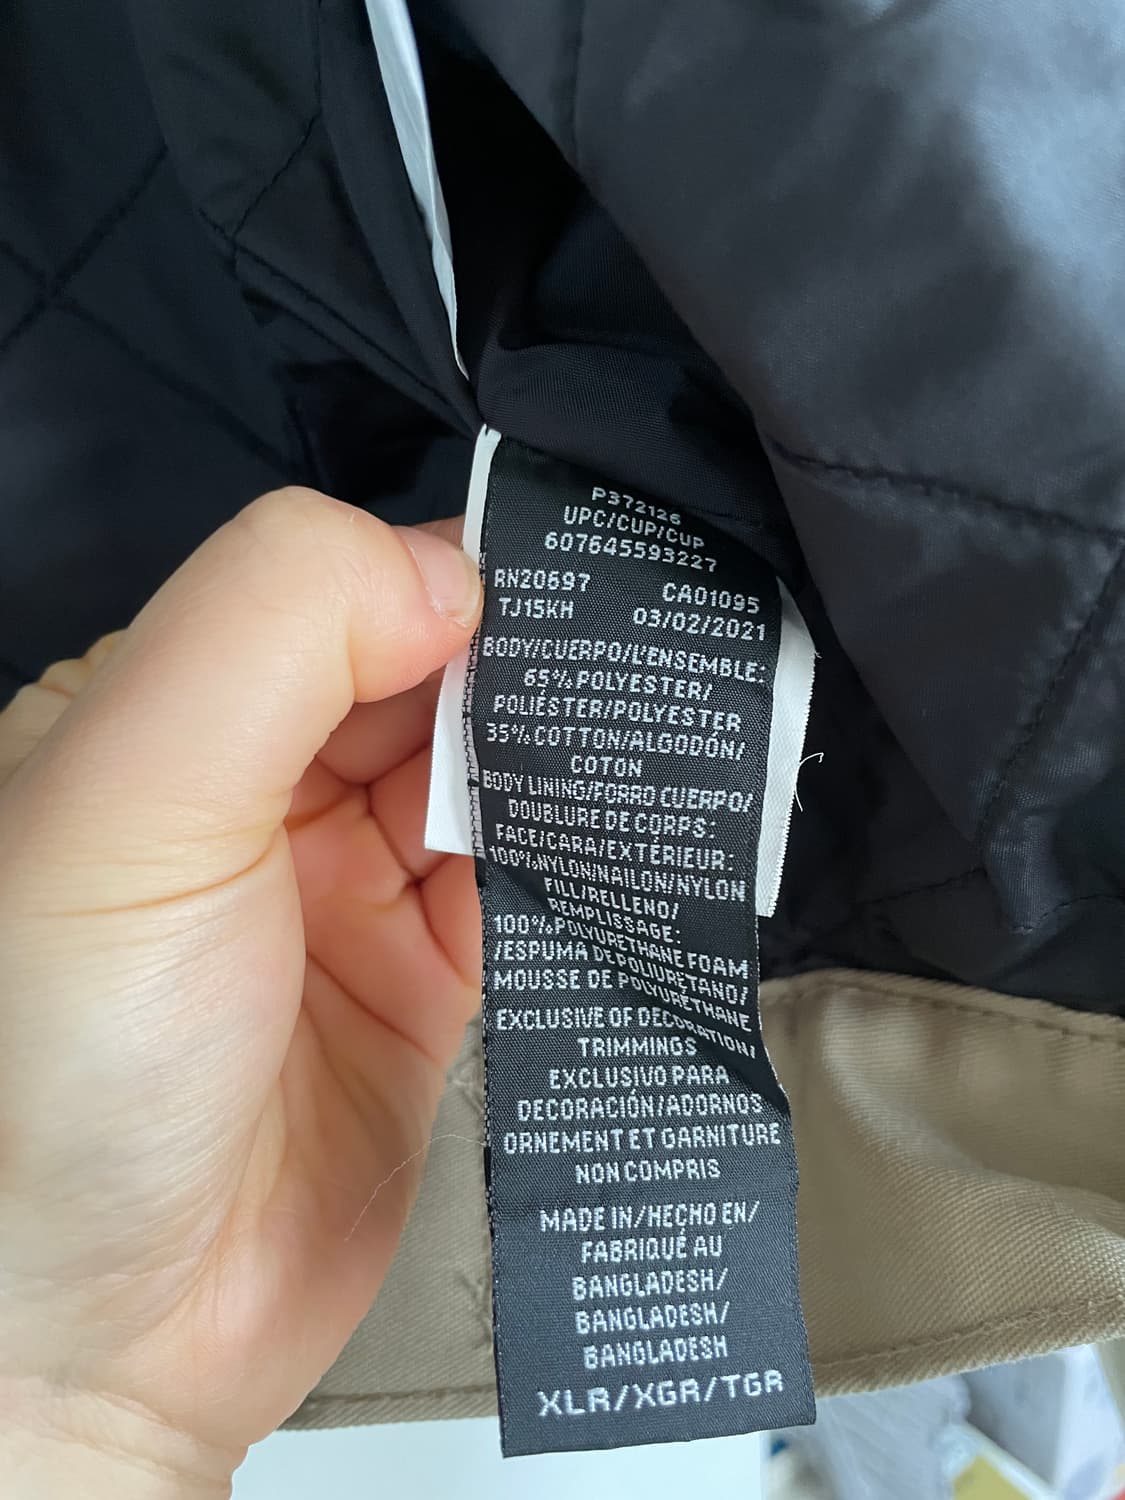 P372126
UPC/CUP/CUP
607645593227
RN20697 CA01095
TJ15KH 03/02/2021
BODY/CUERPO/L'ENSEMBLE:
65% POLYESTER/
POLIÉSTER/POLYESTER
35% COTTON/ALGODÓN/
COTON
BODY LINING/FORRO CUERPO/
DOUBLURE DE CORPS:
FACE/CARA/EXTÉRIEUR:
100% NYLON/NAILON/NYLON
FILL/RELLENO/
REMPLISSAGE:
100% POLYURETHANE FOAM
/ESPUMA DE POLIURETANO/
MOUSSE DE POLYURÉTHANE
EXCLUSIVE OF DECORATION/
TRIMMINGS
EXCLUSIVO PARA
DECORACIÓN/ADORNOS
ORNEMENT ET GARNITURE
NON COMPRIS
MADE IN/HECHO EN/
FABRIQUÉ AU
BANGLADESH/
BANGLADESH/
BANGLADESH
XLR/XGR/TGR